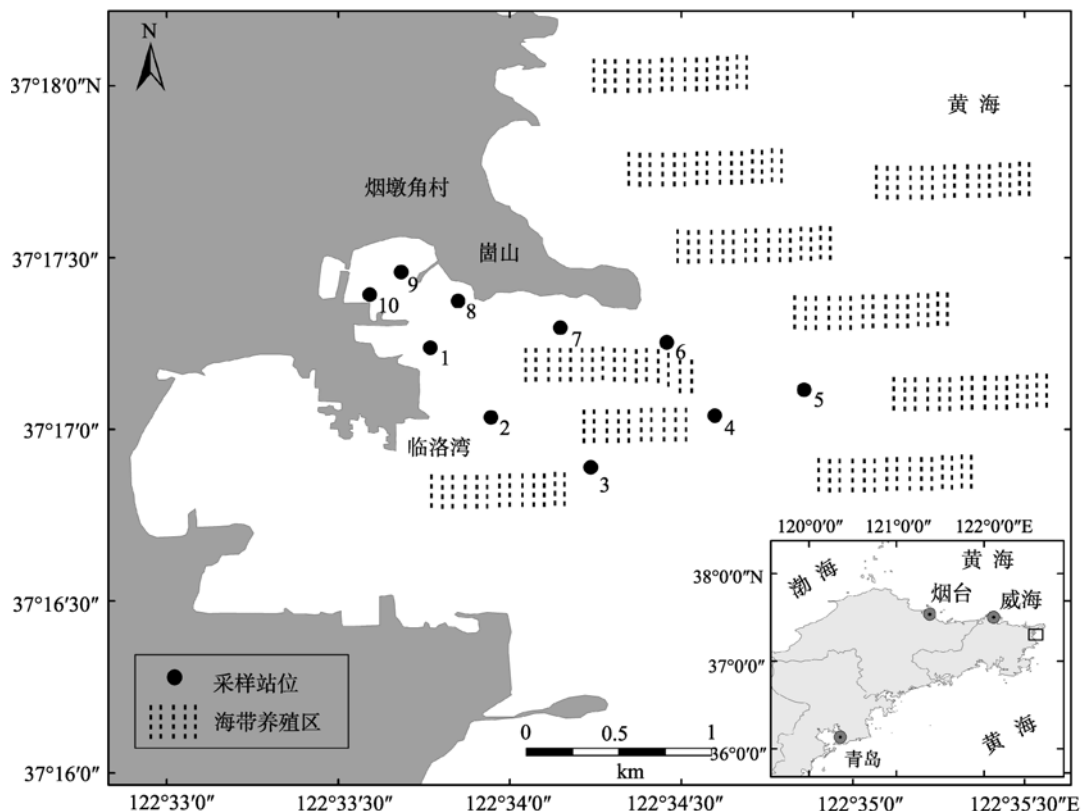 N
37°18′0″N
黄 海
烟墩角村
37°17′30″
崮山
9
10
8
7
6
1
5
2
4
37°17′0″
临洛湾
3
120°0′0″
121°0′0″
122°0′0″E
37°16′30″
38°0′0″N
渤 海
黄 海
烟台
威海
采样站位
37°0′0″
海带养殖区
0
0.5
1
km
黄 海
36°0′0″
青岛
37°16′0″
122°33′0″
122°33′30″
122°34′0″
122°34′30″
122°35′0″
122°35′30″E